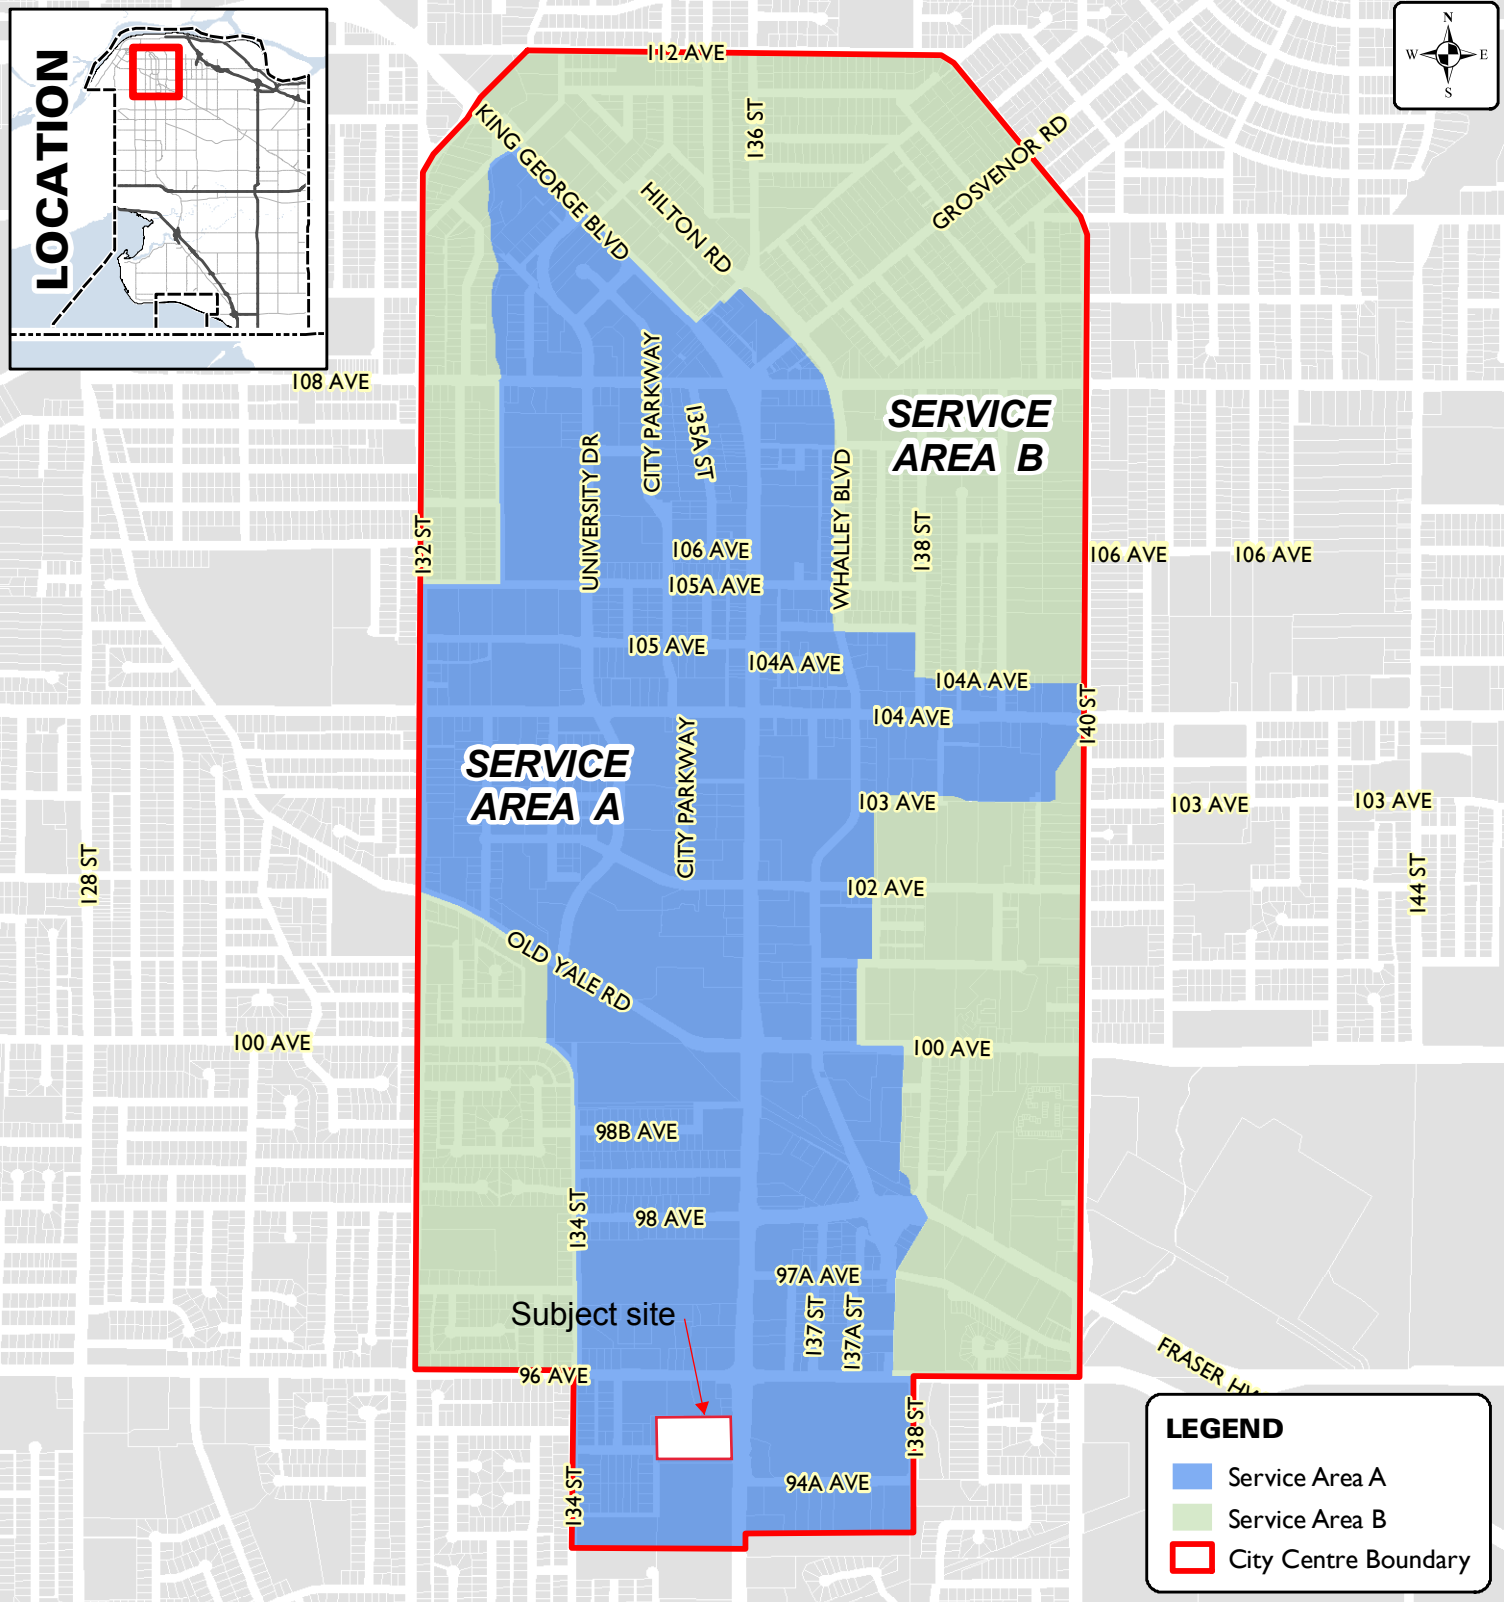 LOCATION
N
W E
S
112 AVE
KING GEORGE BLVD
136 ST
HILTON RD
GROSVENOR RD
108 AVE
CITY PARKWAY
135A ST
UNIVERSITY DR
WHALLEY BLVD
SERVICE
AREA B
132 ST
138 ST
106 AVE
106 AVE
106 AVE
105A AVE
105 AVE
104A AVE
104A AVE
104 AVE
140 ST
CITY PARKWAY
SERVICE
AREA A
103 AVE
103 AVE
103 AVE
128 ST
102 AVE
144 ST
OLD YALE RD
100 AVE
100 AVE
98B AVE
134 ST
98 AVE
97A AVE
137 ST
137A ST
Subject site
96 AVE
FRASER HW
138 ST
134 ST
94A AVE
LEGEND
Service Area A
Service Area B
City Centre Boundary